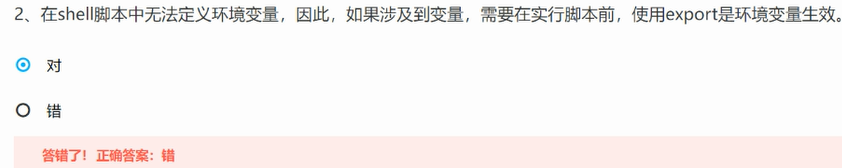 2、在shell脚本中无法定义环境变量，因此，如果涉及到变量，需要在实行脚本前，使用export是环境变量生效。
对
错
答错了！正确答案：错